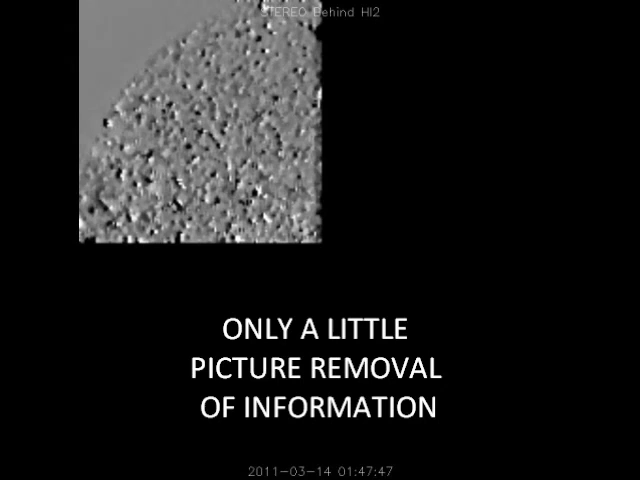 STEREO Behind HI2
ONLY A LITTLE
PICTURE REMOVAL
OF INFORMATION
2011-03-14 01:47:47